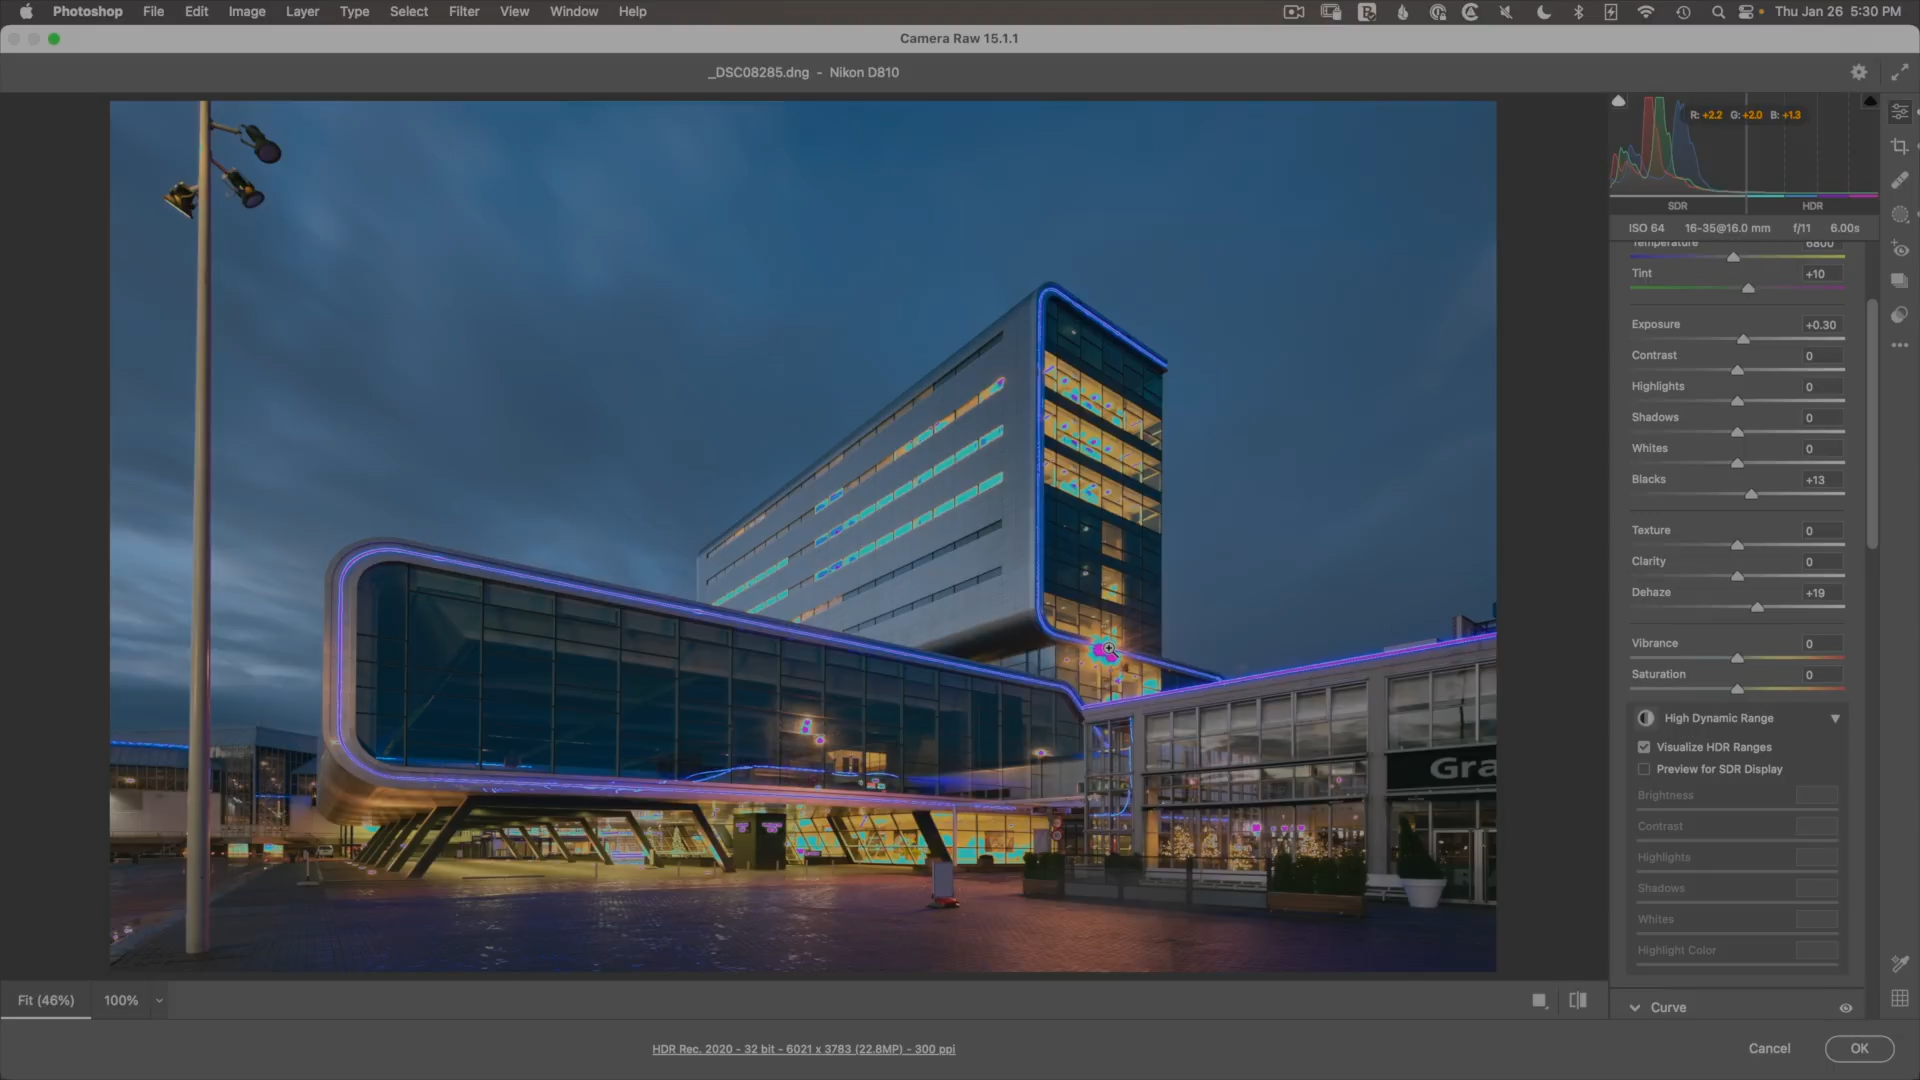 Photoshop File Edit Image Layer Type Select Filter View Window Help Thu Jan 26 5:30 PM
Camera Raw 15.1.1
_DSC08285.dng - Nikon D810
R: +2.2 G: +2.0 B: +1.3
SDR HDR
ISO 64 16-35@16.0 mm f/11 6.00s
Temperature 6800
Tint +10
Exposure +0.30
Contrast 0
Highlights 0
Shadows 0
Whites 0
Blacks +13
Texture 0
Clarity 0
Dehaze +19
Vibrance 0
Saturation 0
High Dynamic Range
Visualize HDR Ranges
Preview for SDR Display
Gra
Brightness
Contrast
Highlights
Shadows
Whites
Highlight Color
Fit (46%) 100%
Curve
HDR Rec. 2020 - 32 bit - 6021 x 3783 (22.8MP) - 300 ppi
Cancel OK